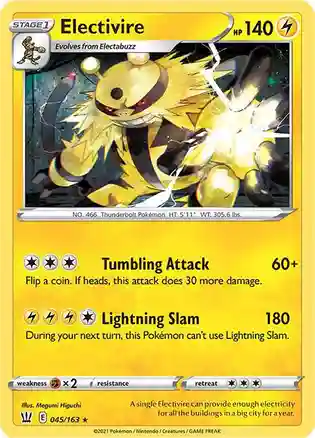 STAGE 1 Electivire HP 140
Evolves from Electabuzz
NO. 466 Thunderbolt Pokémon HT: 5'11" WT: 305.6 lbs.
Tumbling Attack 60+
Flip a coin. If heads, this attack does 30 more damage.
Lightning Slam 180
During your next turn, this Pokémon can't use Lightning Slam.
weakness ×2 resistance retreat
Illus. Megumi Higuchi
E 045/163 ★
A single Electivire can provide enough electricity
for all the buildings in a big city for a year.
©2021 Pokémon / Nintendo / Creatures / GAME FREAK